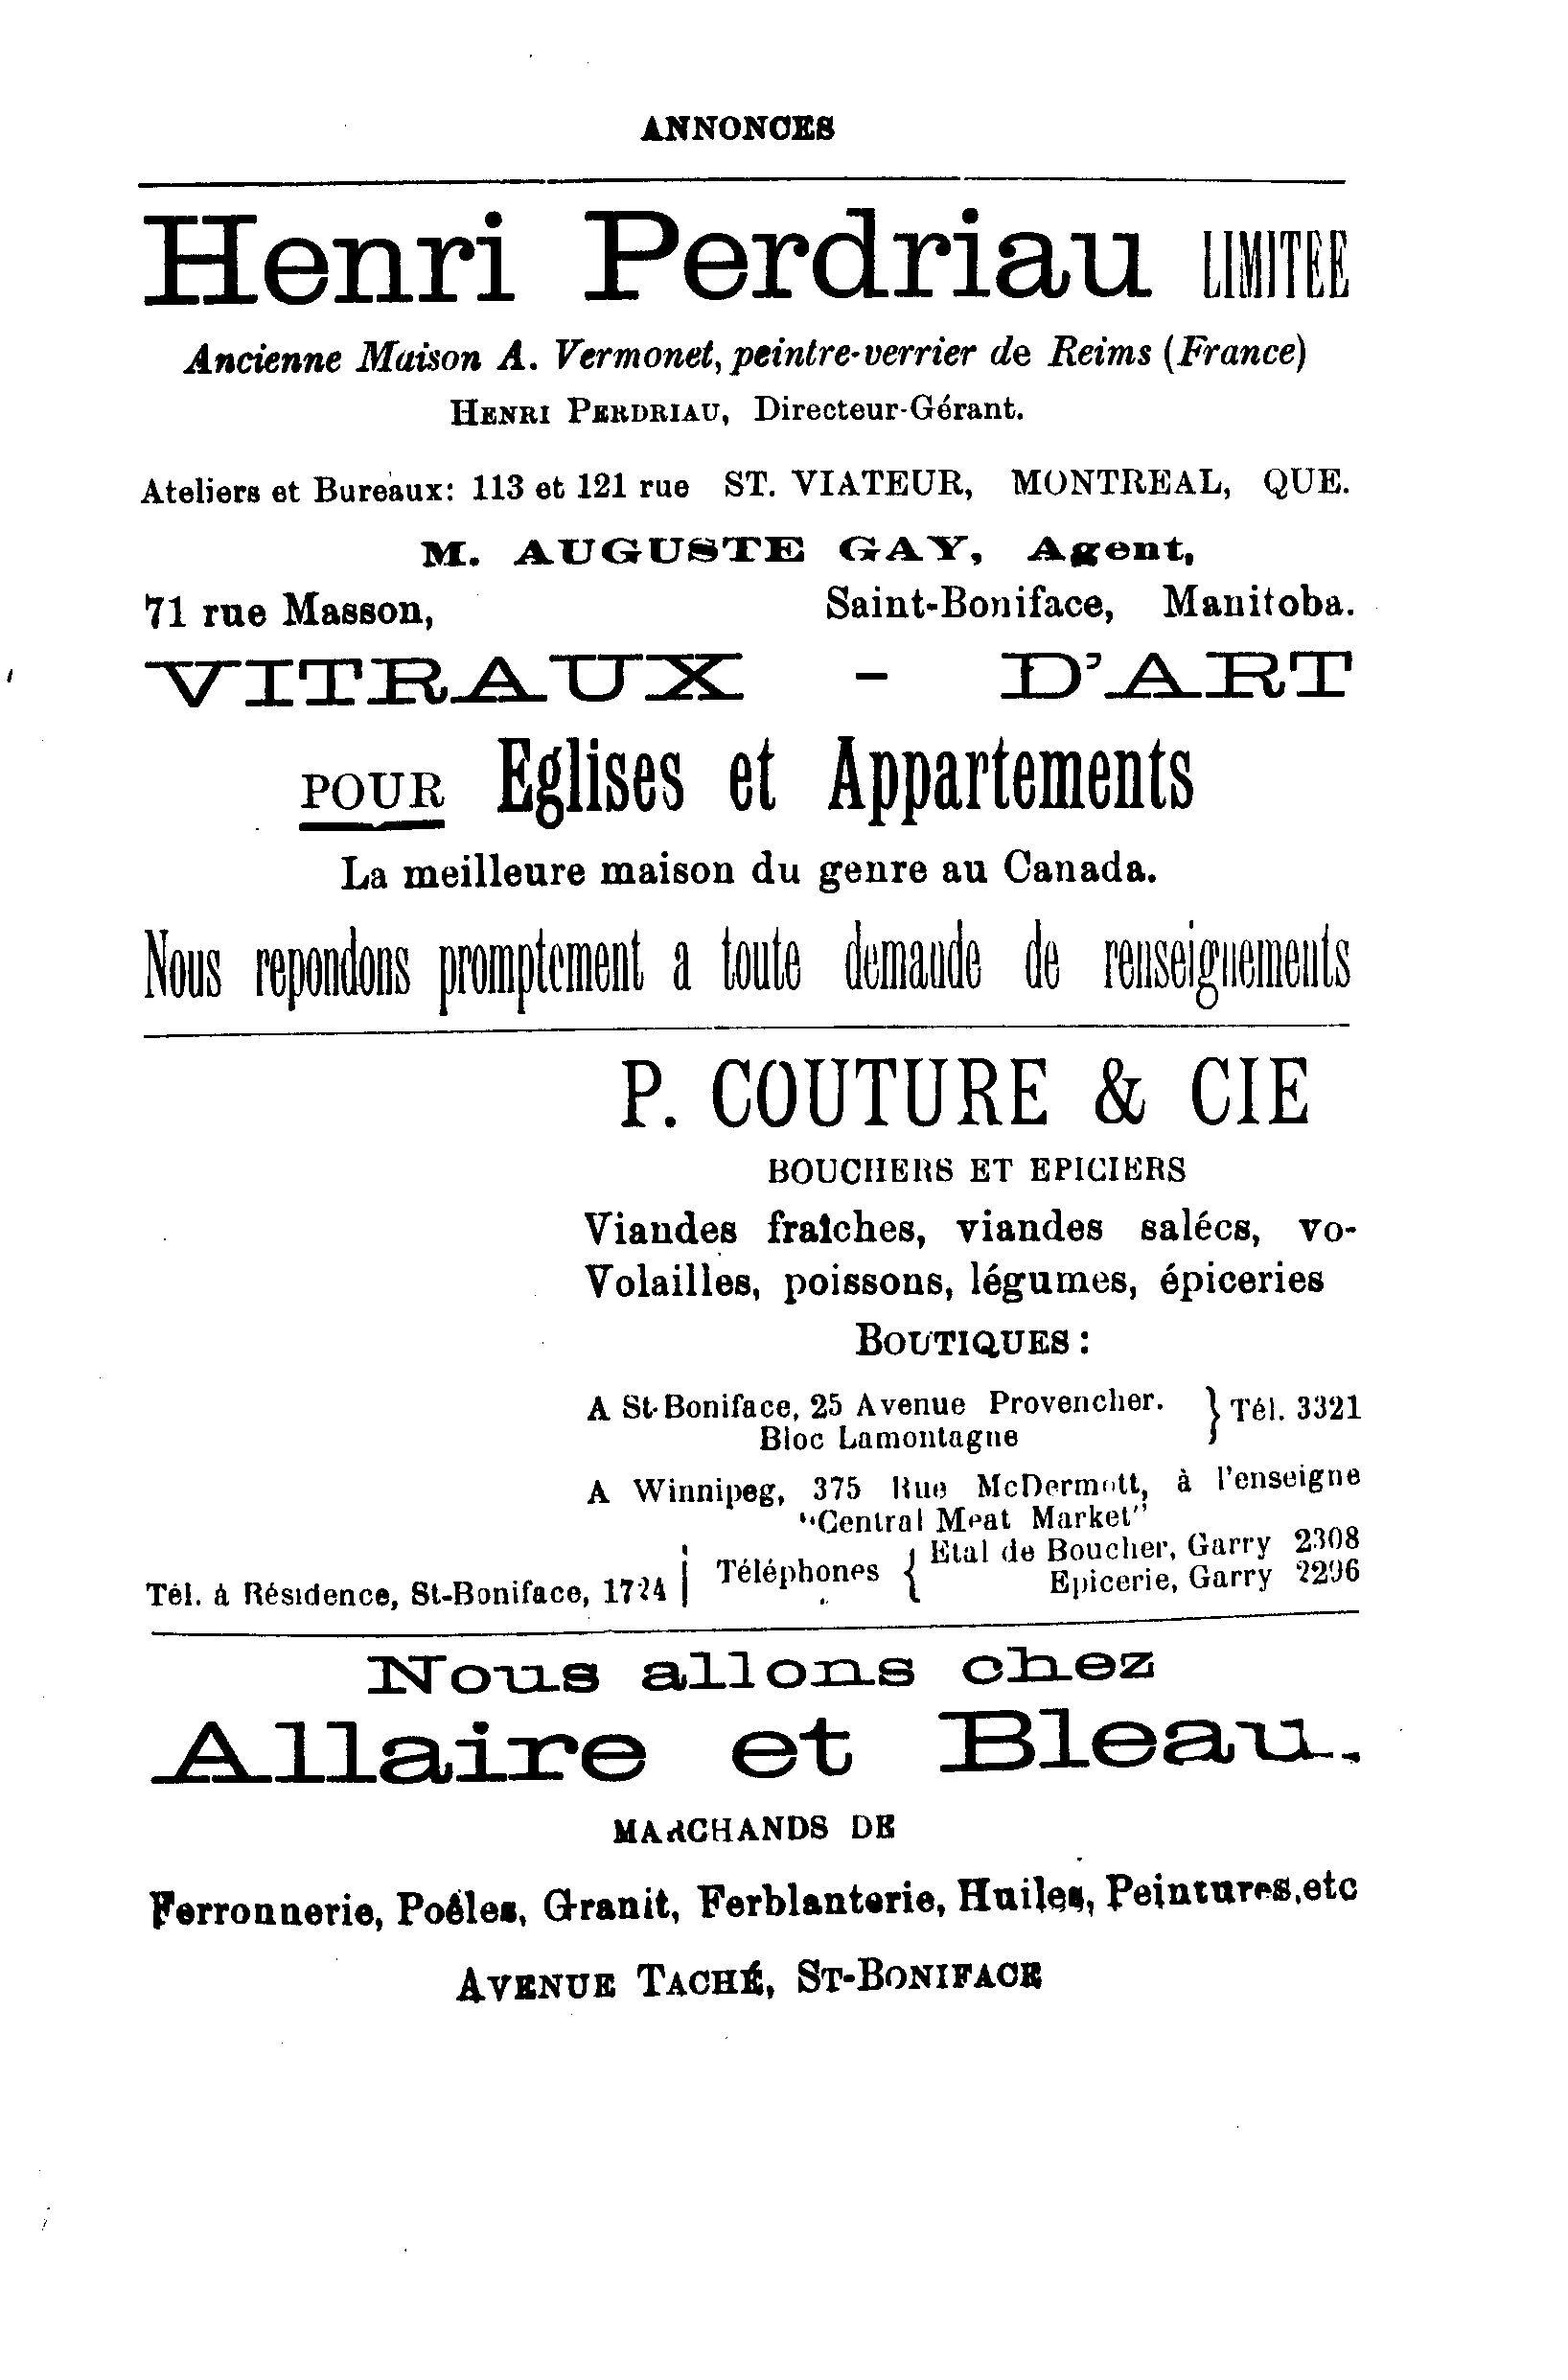 ANNONCES
Henri Perdriau LIMITEE
Ancienne Maison A. Vermonet, peintre-verrier de Reims (France)
HENRI PERDRIAU, Directeur-Gérant.
Ateliers et Bureaux: 113 et 121 rue ST. VIATEUR, MONTREAL, QUE.
M. AUGUSTE GAY, Agent,
71 rue Masson, Saint-Boniface, Manitoba.
VITRAUX - D'ART
POUR Eglises et Appartements
La meilleure maison du genre au Canada.
Nous repondons promptement a toute demande de renseignements
P. COUTURE & CIE
BOUCHERS ET EPICIERS
Viandes fraîches, viandes salées, vo-
Volailles, poissons, légumes, épiceries
BOUTIQUES:
A St-Boniface, 25 Avenue Provencher. } Tél. 3321
Bloc Lamontagne
A Winnipeg, 375 Rue McDermott, à l'enseigne
"Central Meat Market"
Tél. à Résidence, St-Boniface, 1724 | Téléphones { Etal de Boucher, Garry 2308
Epicerie, Garry 2296
Nous allons chez
Allaire et Bleau.
MARCHANDS DE
Ferronnerie, Poêles, Granit, Ferblanterie, Huiles, Peintures, etc
AVENUE TACHÉ, ST-BONIFACE